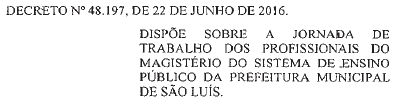 DECRETO Nº 48.197, DE 22 DE JUNHO DE 2016.
DISPÕE SOBRE A JORNADA DE
TRABALHO DOS PROFISSIONAIS DO
MAGISTÉRIO DO SISTEMA DE ENSINO
PÚBLICO DA PREFEITURA MUNICIPAL
DE SÃO LUÍS.